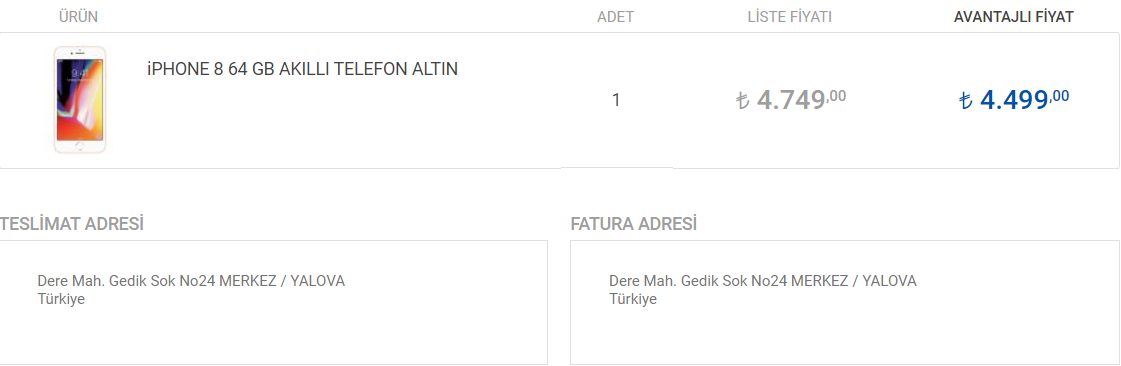 ÜRÜN ADET LİSTE FİYATI AVANTAJLI FİYAT
iPHONE 8 64 GB AKILLI TELEFON ALTIN
1 ₺ 4.749,00 ₺ 4.499,00
TESLİMAT ADRESİ
Dere Mah. Gedik Sok No24 MERKEZ / YALOVA
Türkiye
FATURA ADRESİ
Dere Mah. Gedik Sok No24 MERKEZ / YALOVA
Türkiye